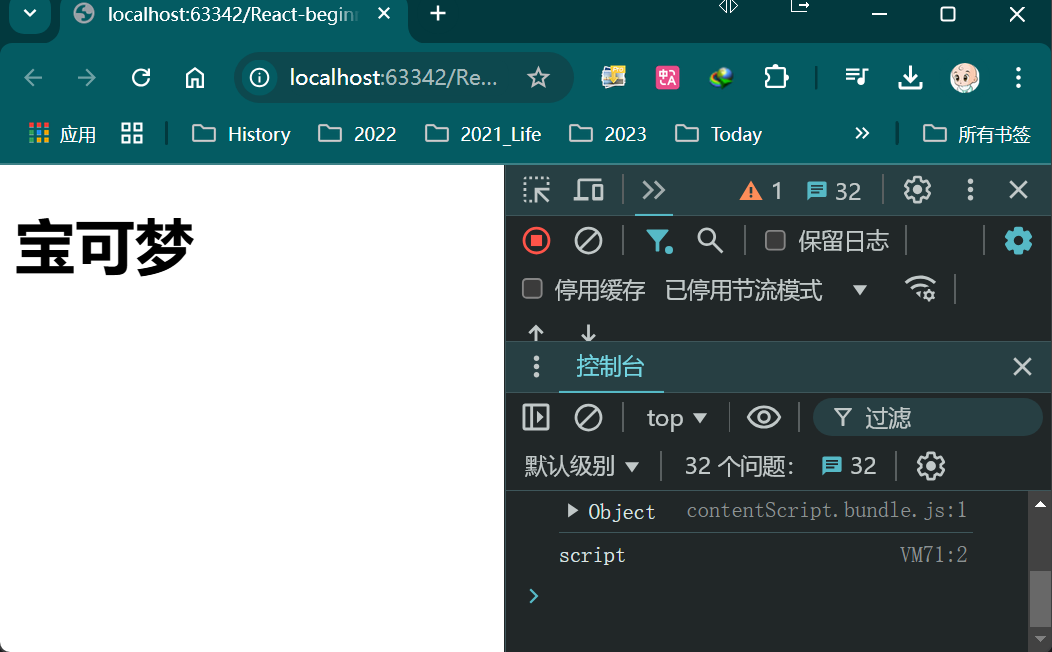 localhost:63342/React-beginn
localhost:63342/Re...
应用
History
2022
2021_Life
2023
Today
所有书签
宝可梦
1
32
保留日志
停用缓存
已停用节流模式
控制台
top
过滤
默认级别
32 个问题:
32
Object contentScript.bundle.js:1
script VM71:2